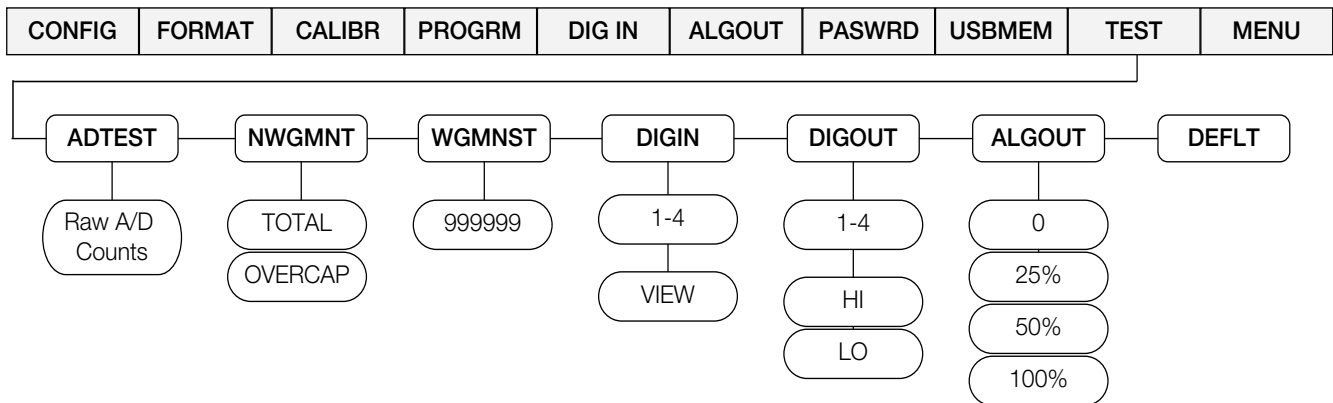 CONFIG FORMAT CALIBR PROGRM DIG IN ALGOUT PASWRD USBMEM TEST MENU
ADTEST NWGMNT WGMNST DIGIN DIGOUT ALGOUT DEFLT
Raw A/D
Counts
TOTAL
OVERCAP
999999
1-4
VIEW
1-4
HI
LO
0
25%
50%
100%